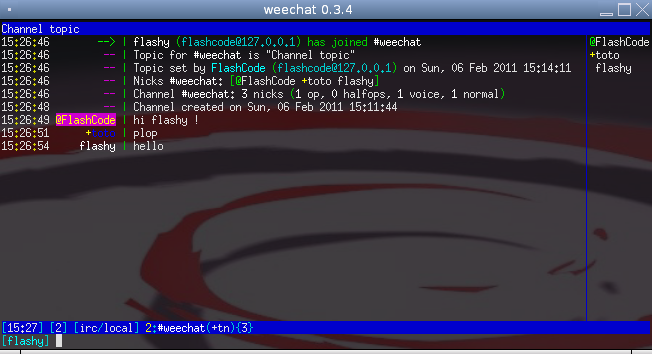 weechat 0.3.4
Channel topic
15:26:46 --> | flashy (flashcode@127.0.0.1) has joined #weechat
15:26:46 -- | Topic for #weechat is "Channel topic"
15:26:46 -- | Topic set by FlashCode (flashcode@127.0.0.1) on Sun, 06 Feb 2011 15:14:11
15:26:46 -- | Nicks #weechat: [@FlashCode +toto flashy]
15:26:46 -- | Channel #weechat: 3 nicks (1 op, 0 halfops, 1 voice, 1 normal)
15:26:48 -- | Channel created on Sun, 06 Feb 2011 15:11:44
15:26:49 @FlashCode | hi flashy !
15:26:51 | plop
15:26:54 flashy | hello
@FlashCode
+toto
flashy
[15:27] [2] [irc/local] 2:#weechat(+tn){3}
[flashy]